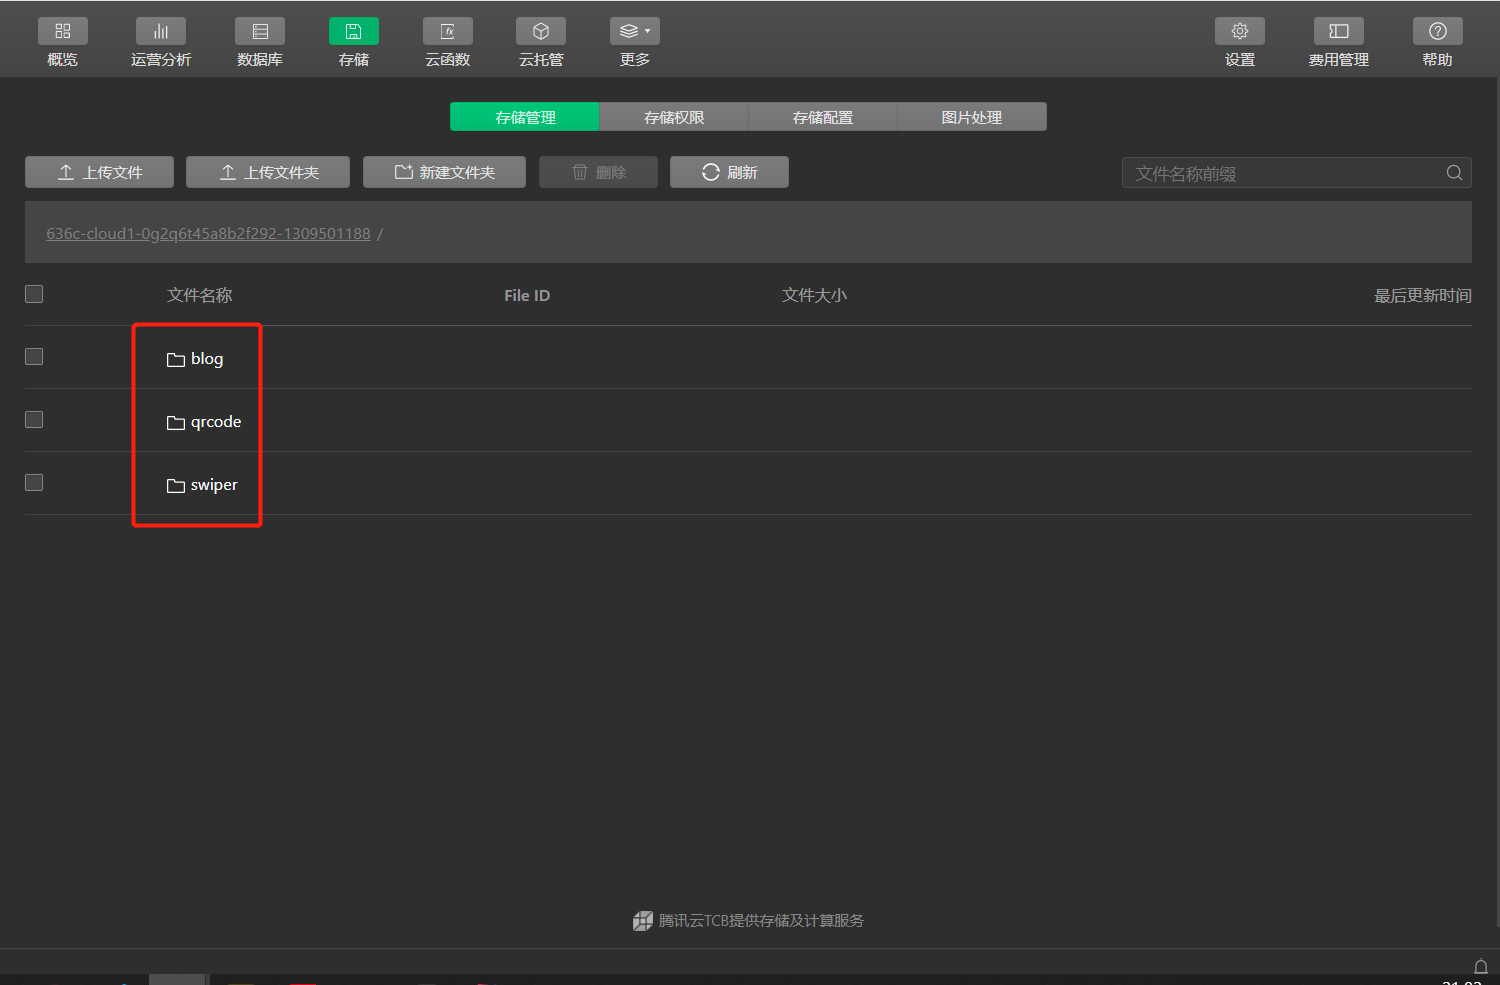 概览 运营分析 数据库 存储 云函数 云托管 更多 设置 费用管理 帮助
存储管理 存储权限 存储配置 图片处理
上传文件 上传文件夹 新建文件夹 删除 刷新 文件名称前缀
636c-cloud1-0g2q6t45a8b2f292-1309501188 /
文件名称 File ID 文件大小 最后更新时间
blog
qrcode
swiper
腾讯云TCB提供存储及计算服务